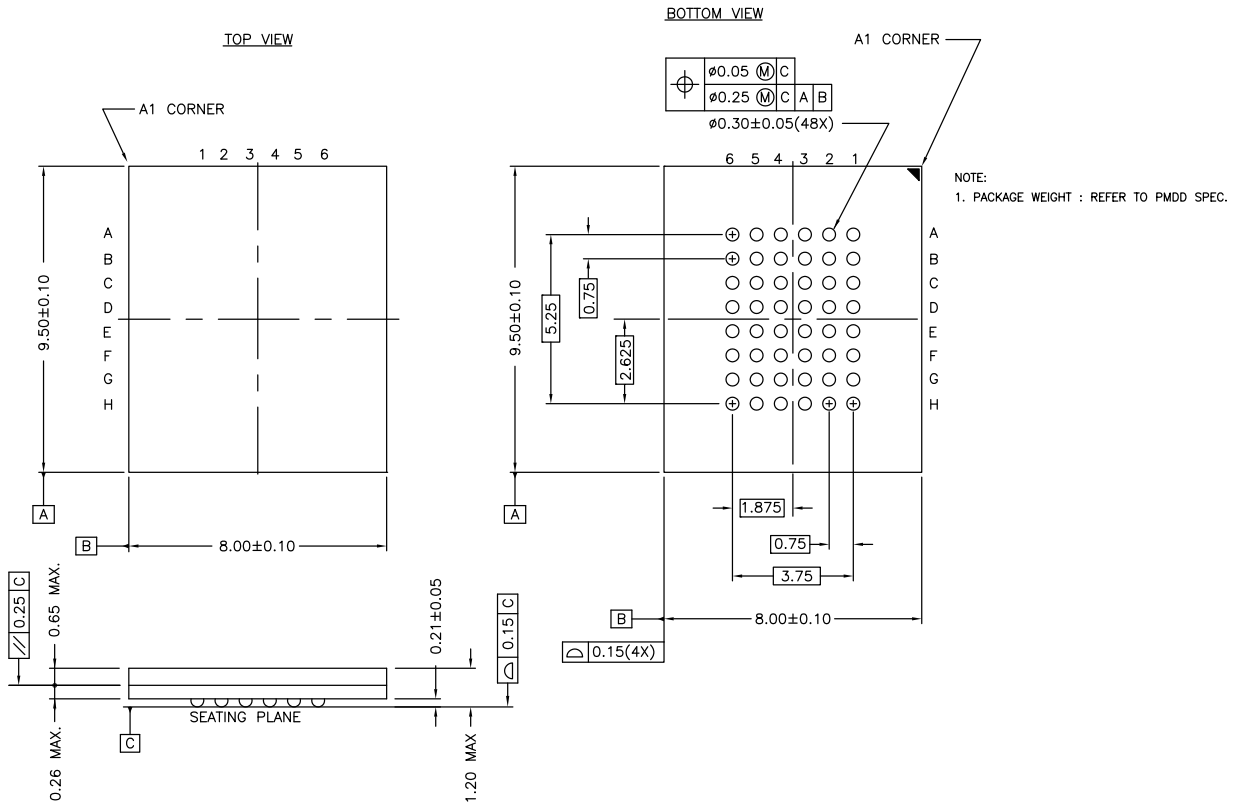 TOP VIEW
A1 CORNER
1 2 3 4 5 6
A
B
C
D
E
F
G
H
9.50±0.10
A
B
8.00±0.10
BOTTOM VIEW
A1 CORNER
⌖ ø0.05 Ⓜ C
ø0.25 Ⓜ C A B
ø0.30±0.05(48X)
6 5 4 3 2 1
A
B
C
D
E
F
G
H
9.50±0.10
5.25
0.75
2.625
A
1.875
0.75
3.75
B
8.00±0.10
⌓ 0.15(4X)
NOTE:
1. PACKAGE WEIGHT : REFER TO PMDD SPEC.
// 0.25 C
0.65 MAX.
0.26 MAX.
SEATING PLANE
C
0.21±0.05
1.20 MAX
⌓ 0.15 C